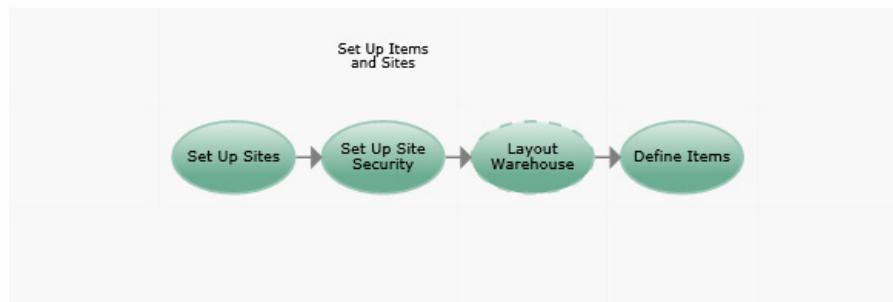 Set Up Items
and Sites
Set Up Sites
Set Up Site
Security
Layout
Warehouse
Define Items